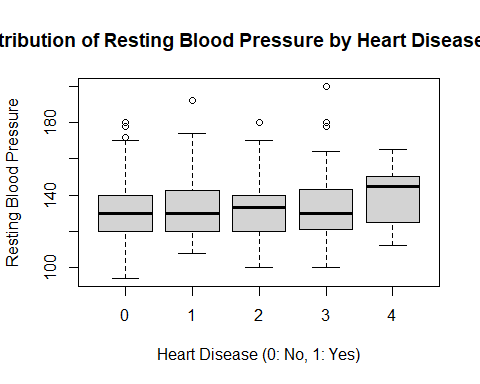 tribution of Resting Blood Pressure by Heart Disease
Resting Blood Pressure
180
140
100
0 1 2 3 4
Heart Disease (0: No, 1: Yes)